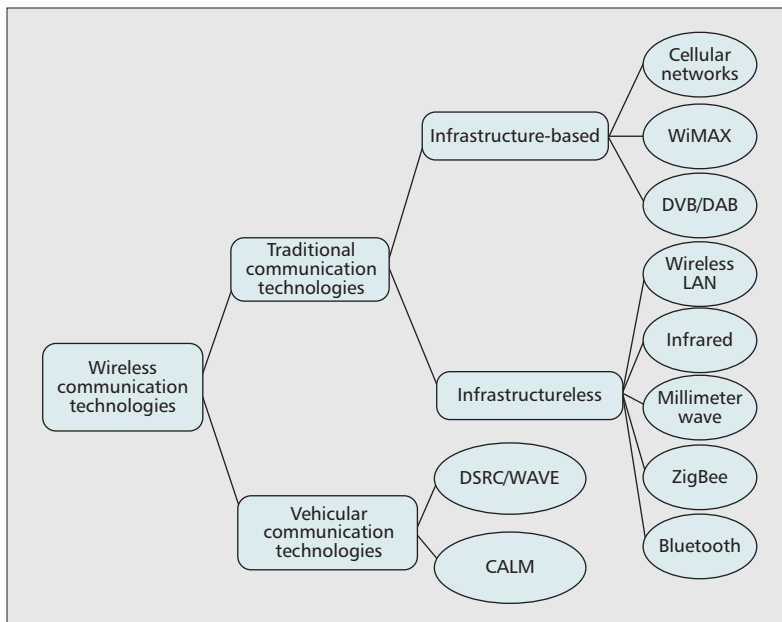 Wireless
communication
technologies
Traditional
communication
technologies
Infrastructure-based
Cellular
networks
WiMAX
DVB/DAB
Infrastructureless
Wireless
LAN
Infrared
Millimeter
wave
ZigBee
Bluetooth
Vehicular
communication
technologies
DSRC/WAVE
CALM